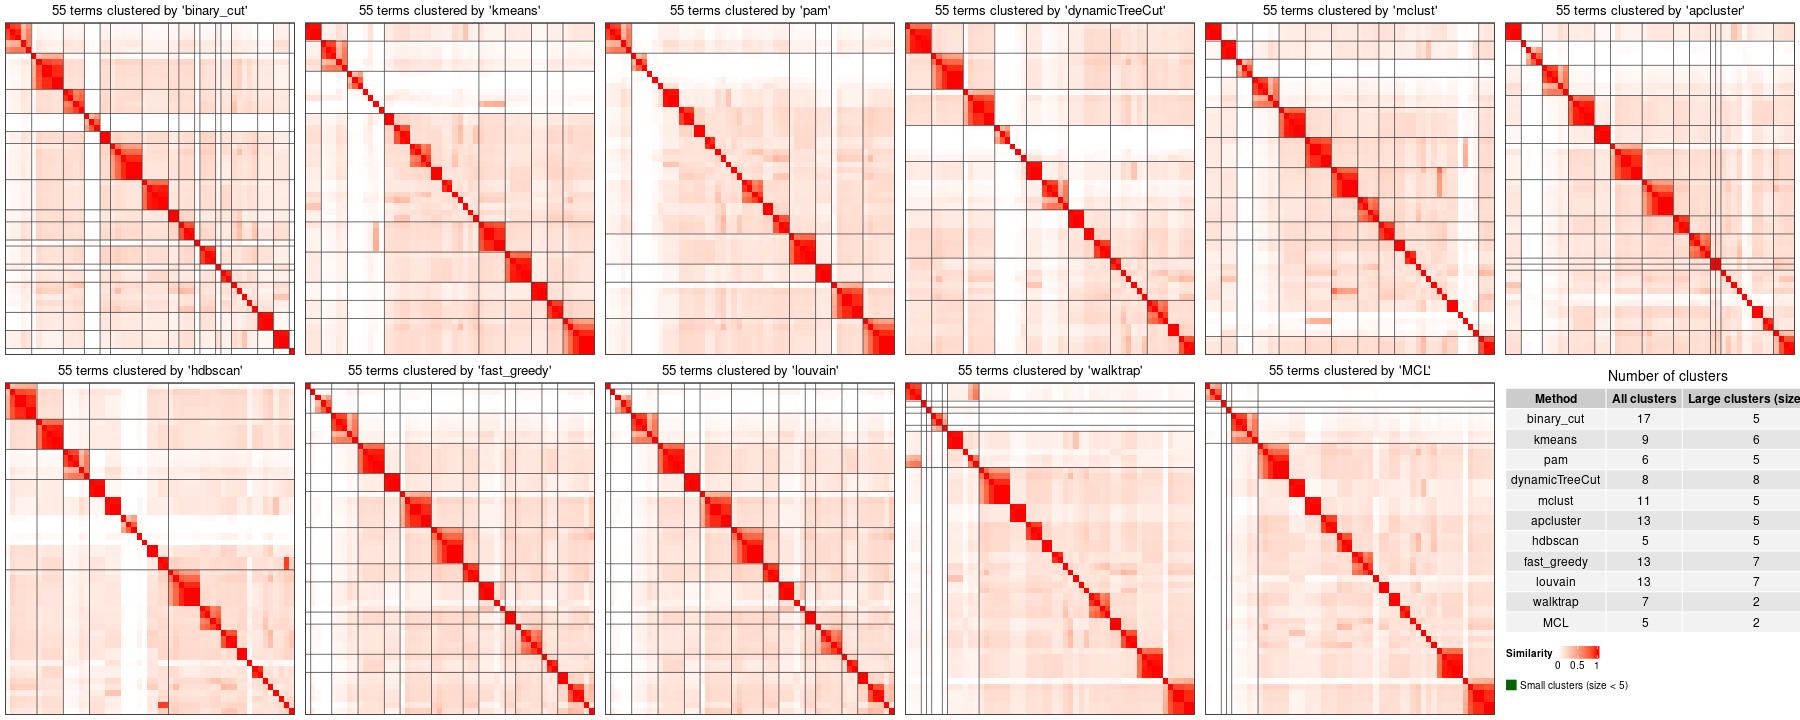 55 terms clustered by 'binary_cut'
55 terms clustered by 'kmeans'
55 terms clustered by 'pam'
55 terms clustered by 'dynamicTreeCut'
55 terms clustered by 'mclust'
55 terms clustered by 'apcluster'
55 terms clustered by 'hdbscan'
55 terms clustered by 'fast_greedy'
55 terms clustered by 'louvain'
55 terms clustered by 'walktrap'
55 terms clustered by 'MCL'
Number of clusters
Method All clusters Large clusters (size
binary_cut 17 5
kmeans 9 6
pam 6 5
dynamicTreeCut 8 8
mclust 11 5
apcluster 13 5
hdbscan 5 5
fast_greedy 13 7
louvain 13 7
walktrap 7 2
MCL 5 2
Similarity
0 0.5 1
Small clusters (size < 5)